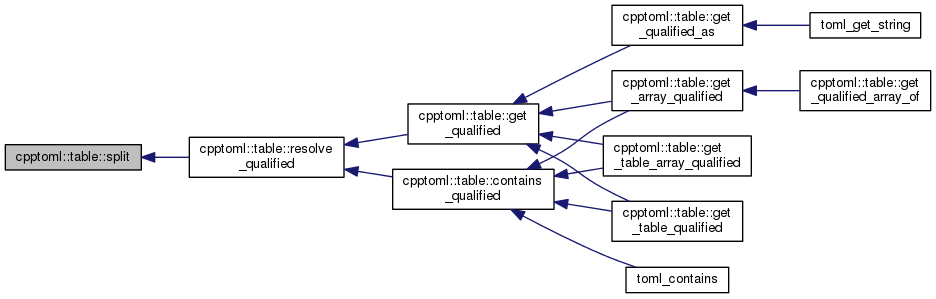 cpptoml::table::split
cpptoml::table::resolve
_qualified
cpptoml::table::get
_qualified
cpptoml::table::contains
_qualified
cpptoml::table::get
_qualified_as
cpptoml::table::get
_array_qualified
cpptoml::table::get
_table_array_qualified
cpptoml::table::get
_table_qualified
toml_contains
toml_get_string
cpptoml::table::get
_qualified_array_of